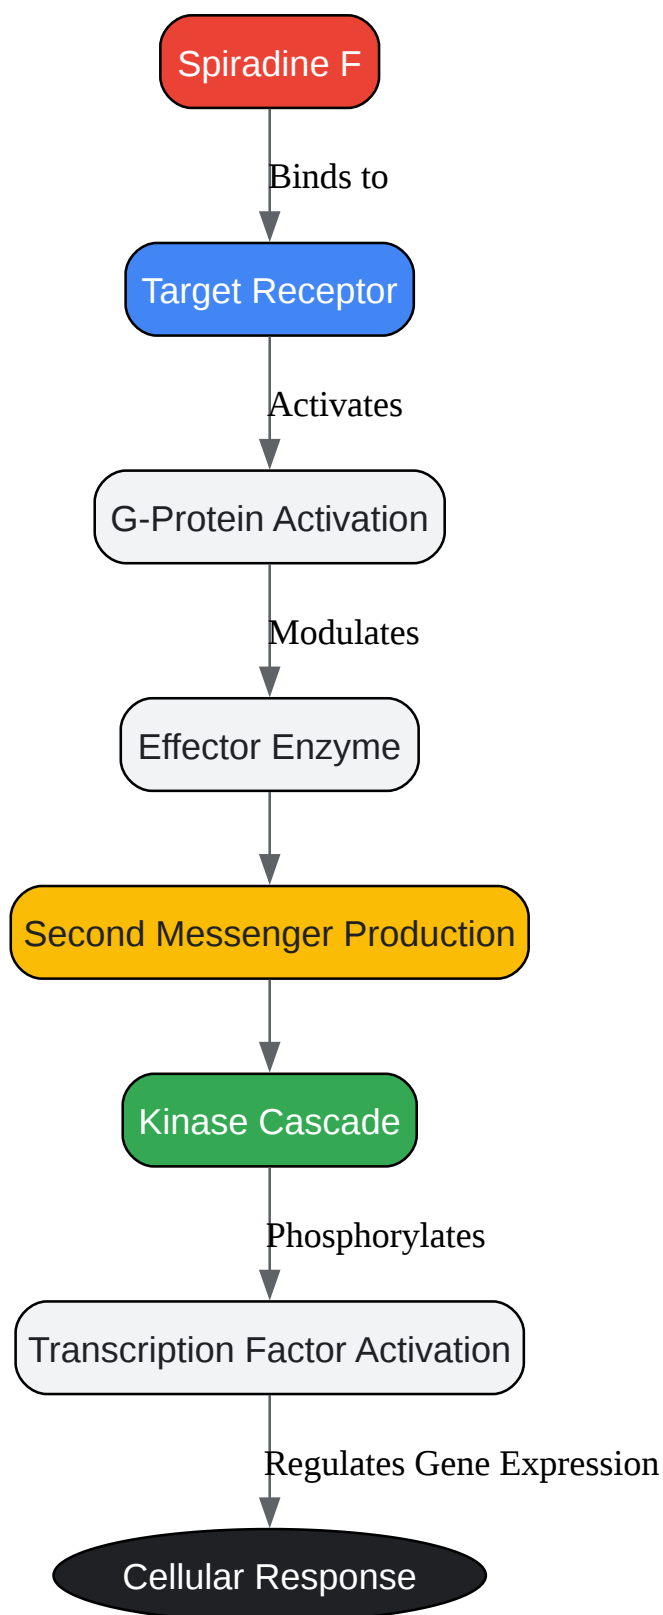 Spiradine F
Binds to
Target Receptor
Activates
G-Protein Activation
Modulates
Effector Enzyme
Second Messenger Production
Kinase Cascade
Phosphorylates
Transcription Factor Activation
Regulates Gene Expression
Cellular Response